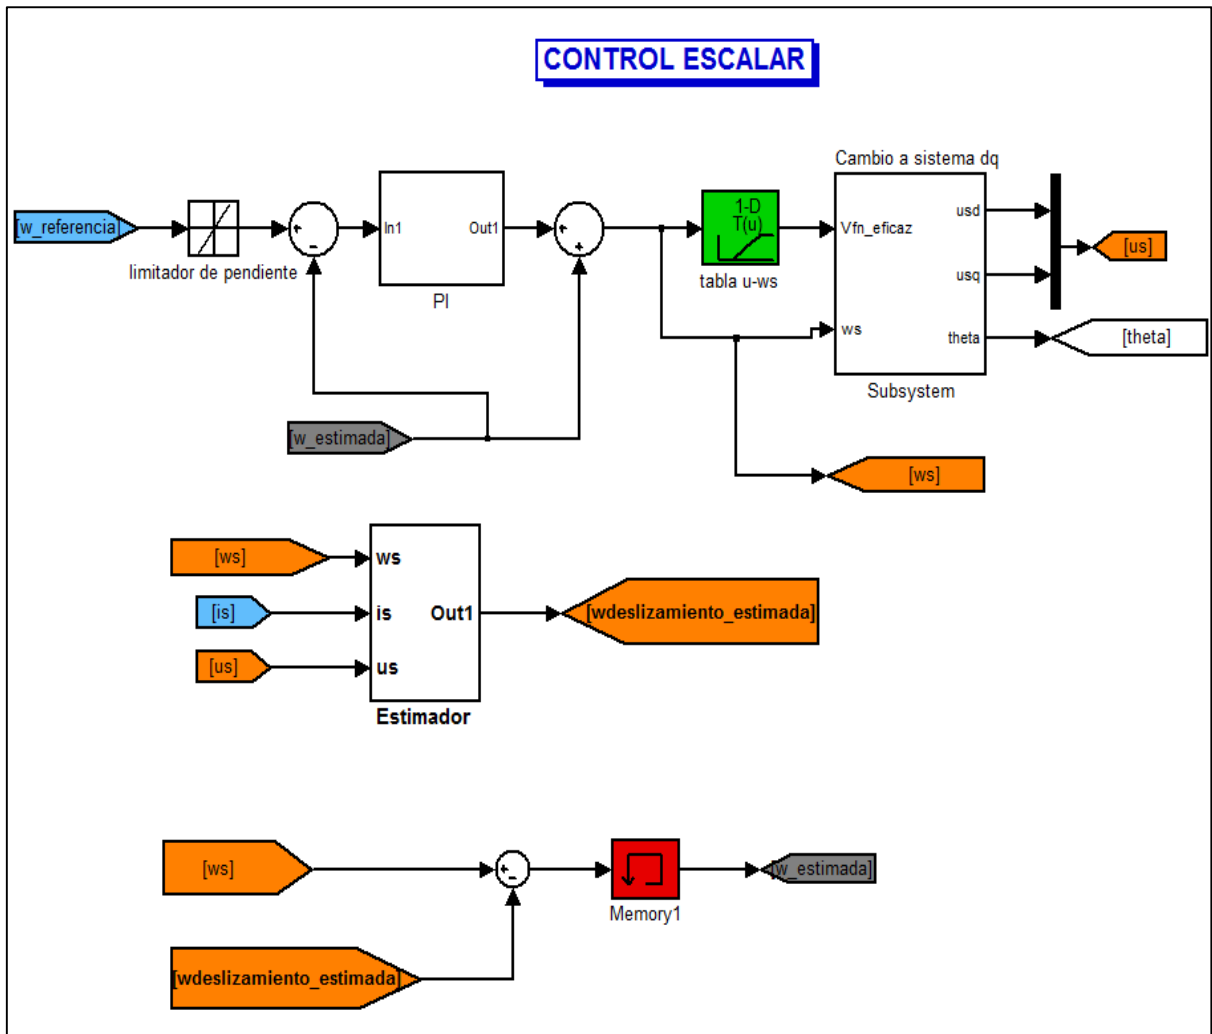 CONTROL ESCALAR
Cambio a sistema dq
[w_referencia]
limitador de pendiente
+
-
In1
Out1
PI
+
+
1-D
T(u)
tabla u-ws
Vfn_eficaz
ws
usd
usq
theta
Subsystem
[us]
[theta]
[w_estimada]
[ws]
[ws]
[is]
[us]
ws
is
us
Out1
Estimador
[wdeslizamiento_estimada]
[ws]
+
-
Memory1
[w_estimada]
[wdeslizamiento_estimada]